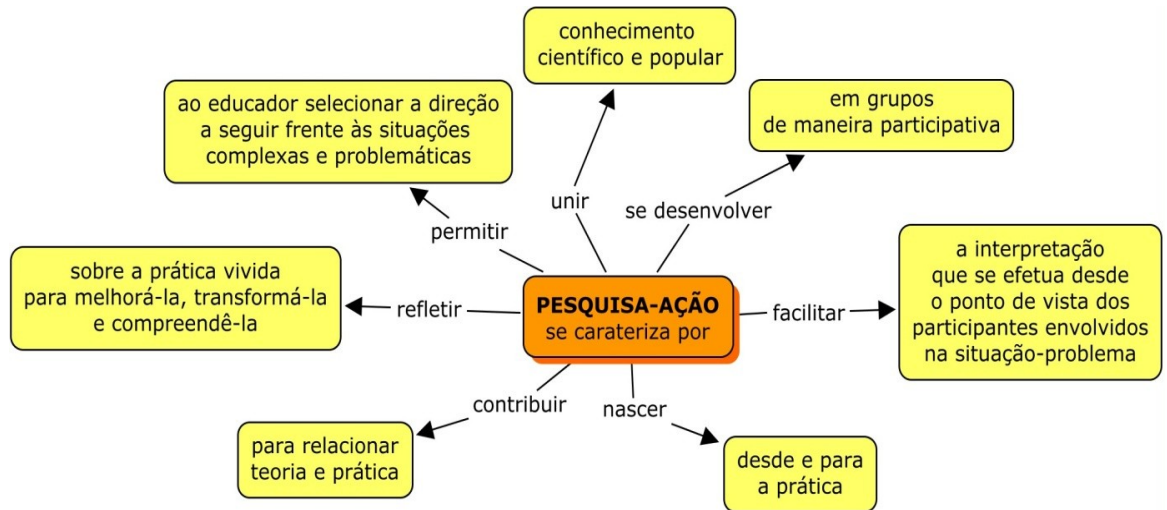 conhecimento
científico e popular
ao educador selecionar a direção
a seguir frente às situações
complexas e problemáticas
em grupos
de maneira participativa
unir
se desenvolver
permitir
sobre a prática vivida
para melhorá-la, transformá-la
e compreendê-la
refletir
PESQUISA-AÇÃO
se carateriza por
facilitar
a interpretação
que se efetua desde
o ponto de vista dos
participantes envolvidos
na situação-problema
contribuir
nascer
para relacionar
teoria e prática
desde e para
a prática